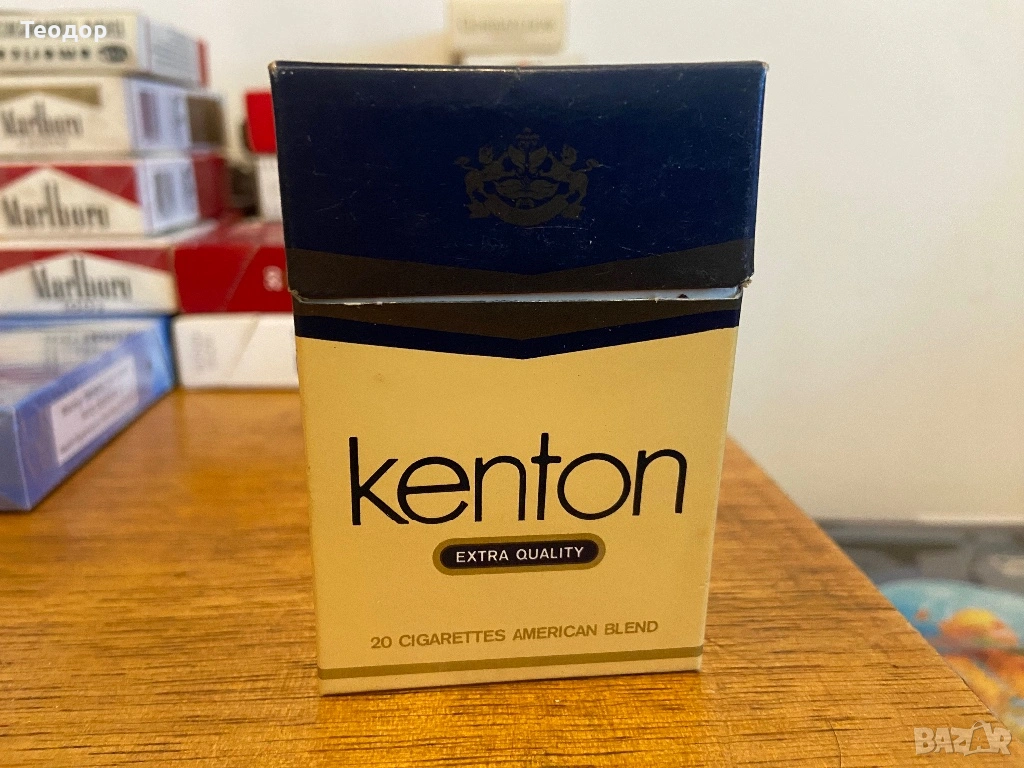 Теодор
Marlboro
Marlboro
Marlboro
kenton
EXTRA QUALITY
20 CIGARETTES AMERICAN BLEND
BAZAR